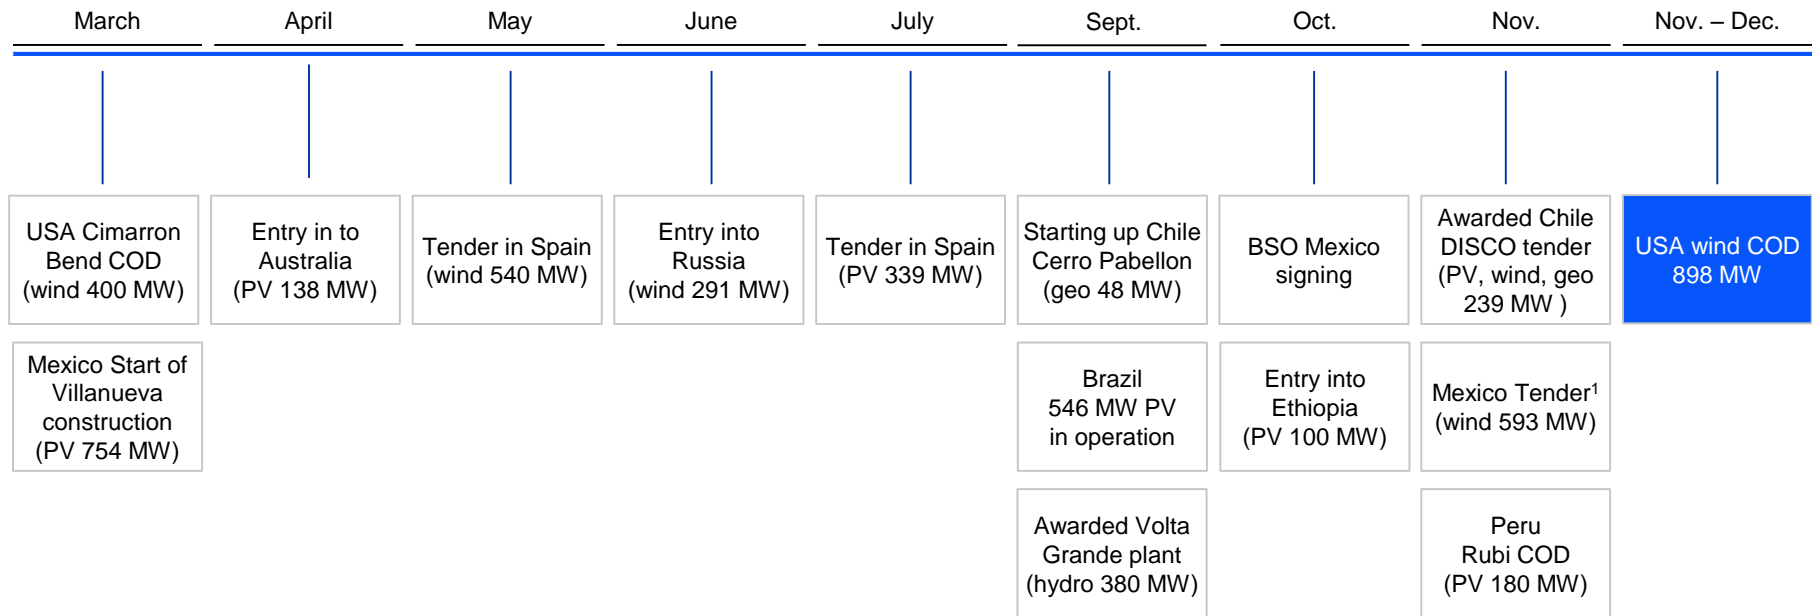 March
April
May
June
July
Sept.
Oct.
Nov.
Nov. – Dec.
USA Cimarron
Bend COD
(wind 400 MW)
Entry in to
Australia
(PV 138 MW)
Tender in Spain
(wind 540 MW)
Entry into
Russia
(wind 291 MW)
Tender in Spain
(PV 339 MW)
Starting up Chile
Cerro Pabellon
(geo 48 MW)
BSO Mexico
signing
Awarded Chile
DISCO tender
(PV, wind, geo
239 MW )
USA wind COD
898 MW
Mexico Start of
Villanueva
construction
(PV 754 MW)
Brazil
546 MW PV
in operation
Entry into
Ethiopia
(PV 100 MW)
Mexico Tender¹
(wind 593 MW)
Awarded Volta
Grande plant
(hydro 380 MW)
Peru
Rubi COD
(PV 180 MW)